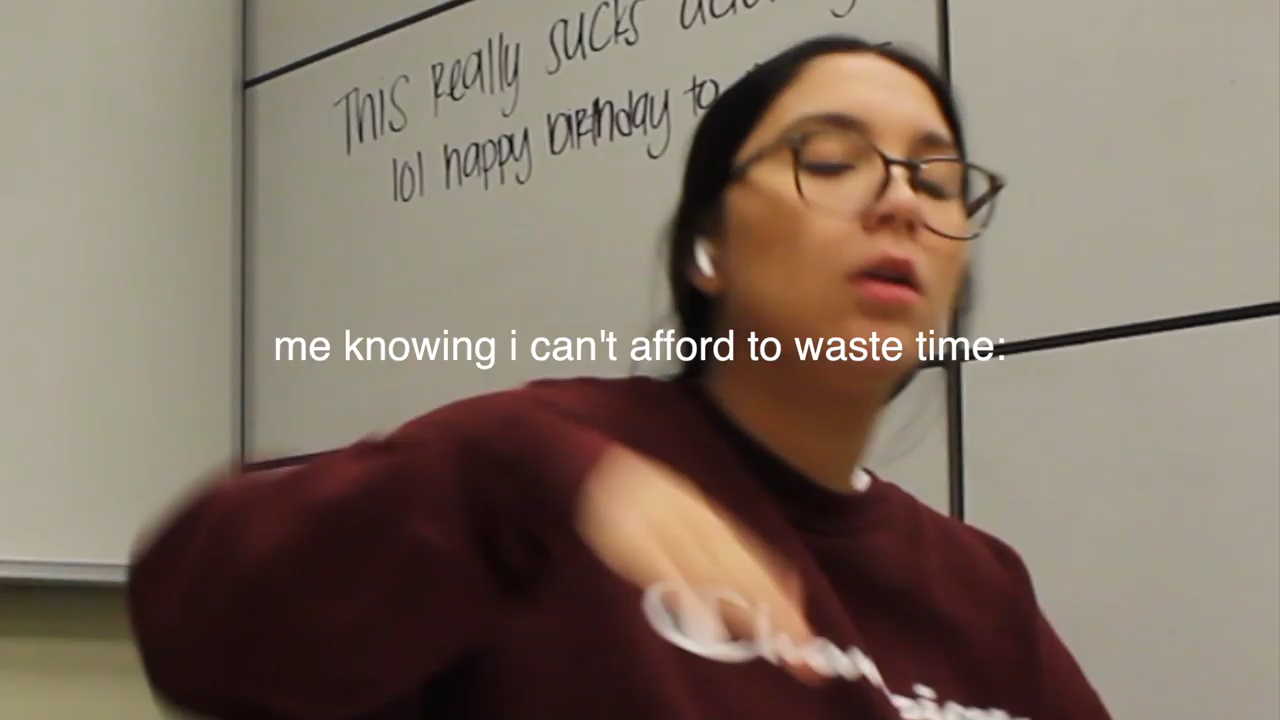 This Really sucks
lol happy birthday to
me knowing i can't afford to waste time: